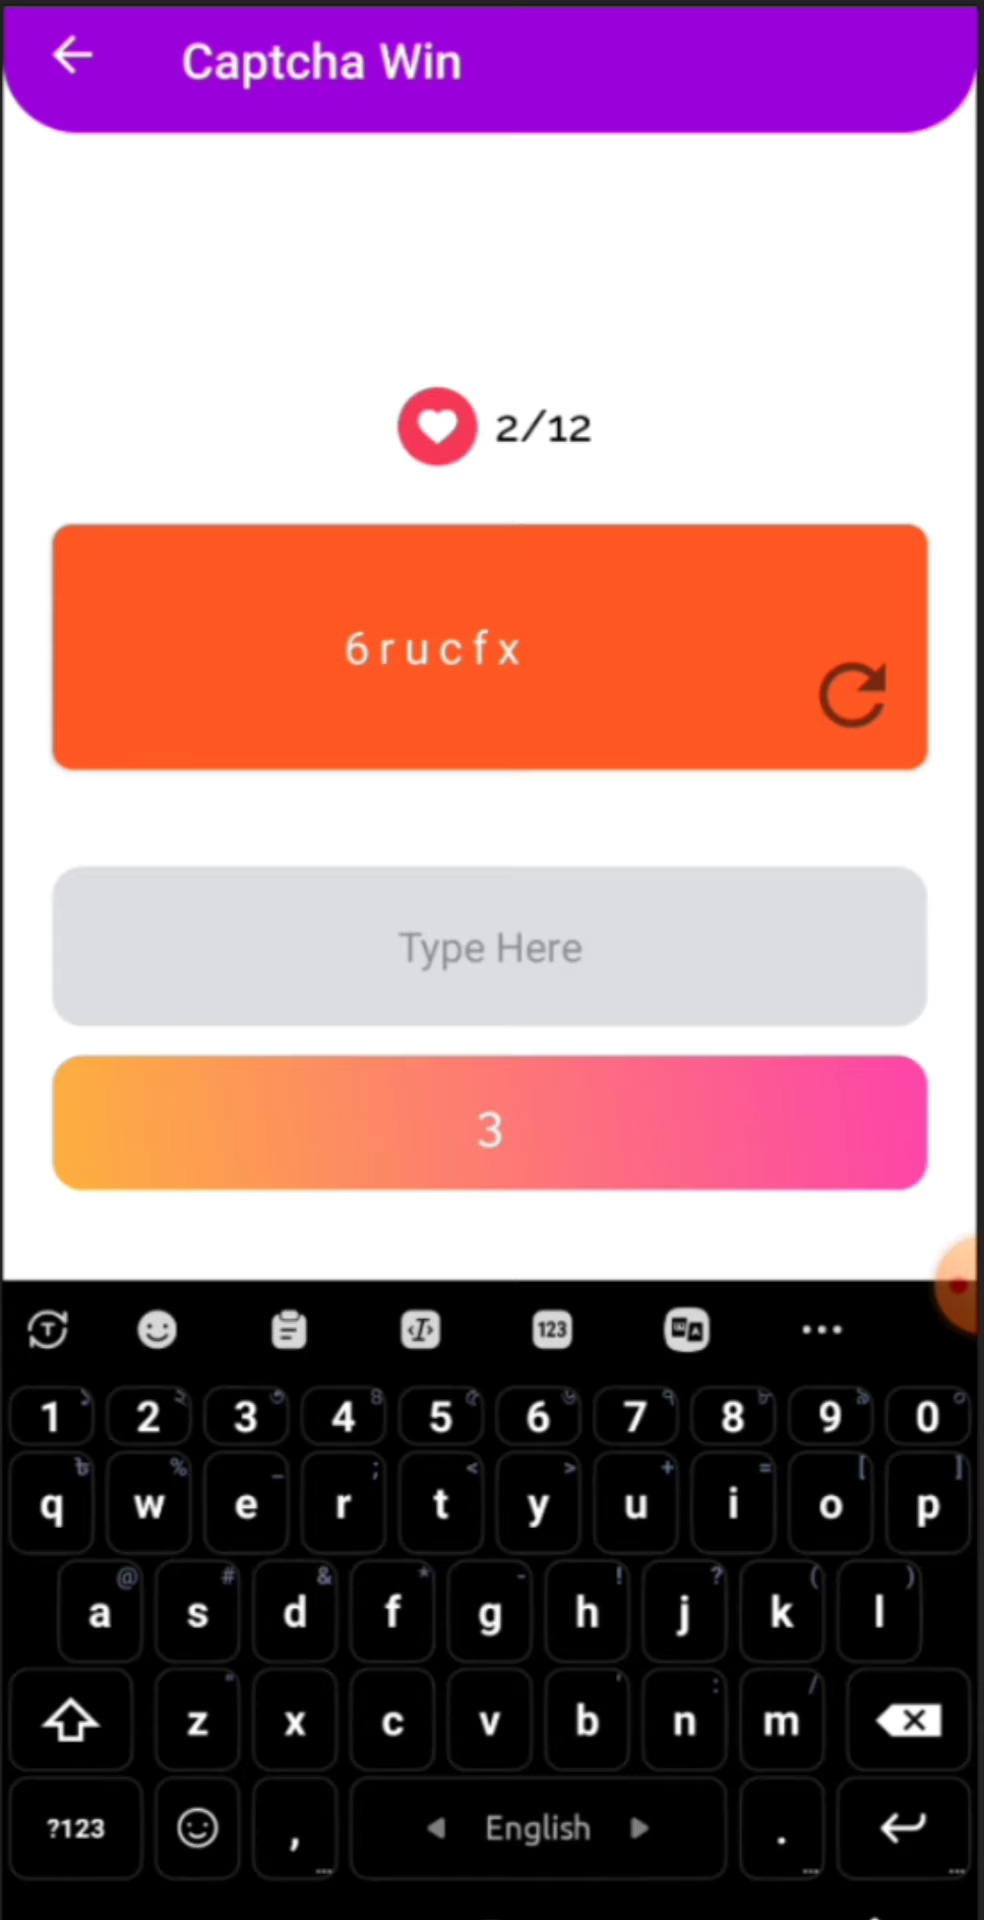 Captcha Win
2/12
6rucfx
Type Here
3
123
1 2 3 4 5 6 7 8 9 0
% _ ; < > + = [ ]
q w e r t y u i o p
@ # & * - ! ? ( )
a s d f g h j k l
" ' : /
z x c v b n m
?123 , English .